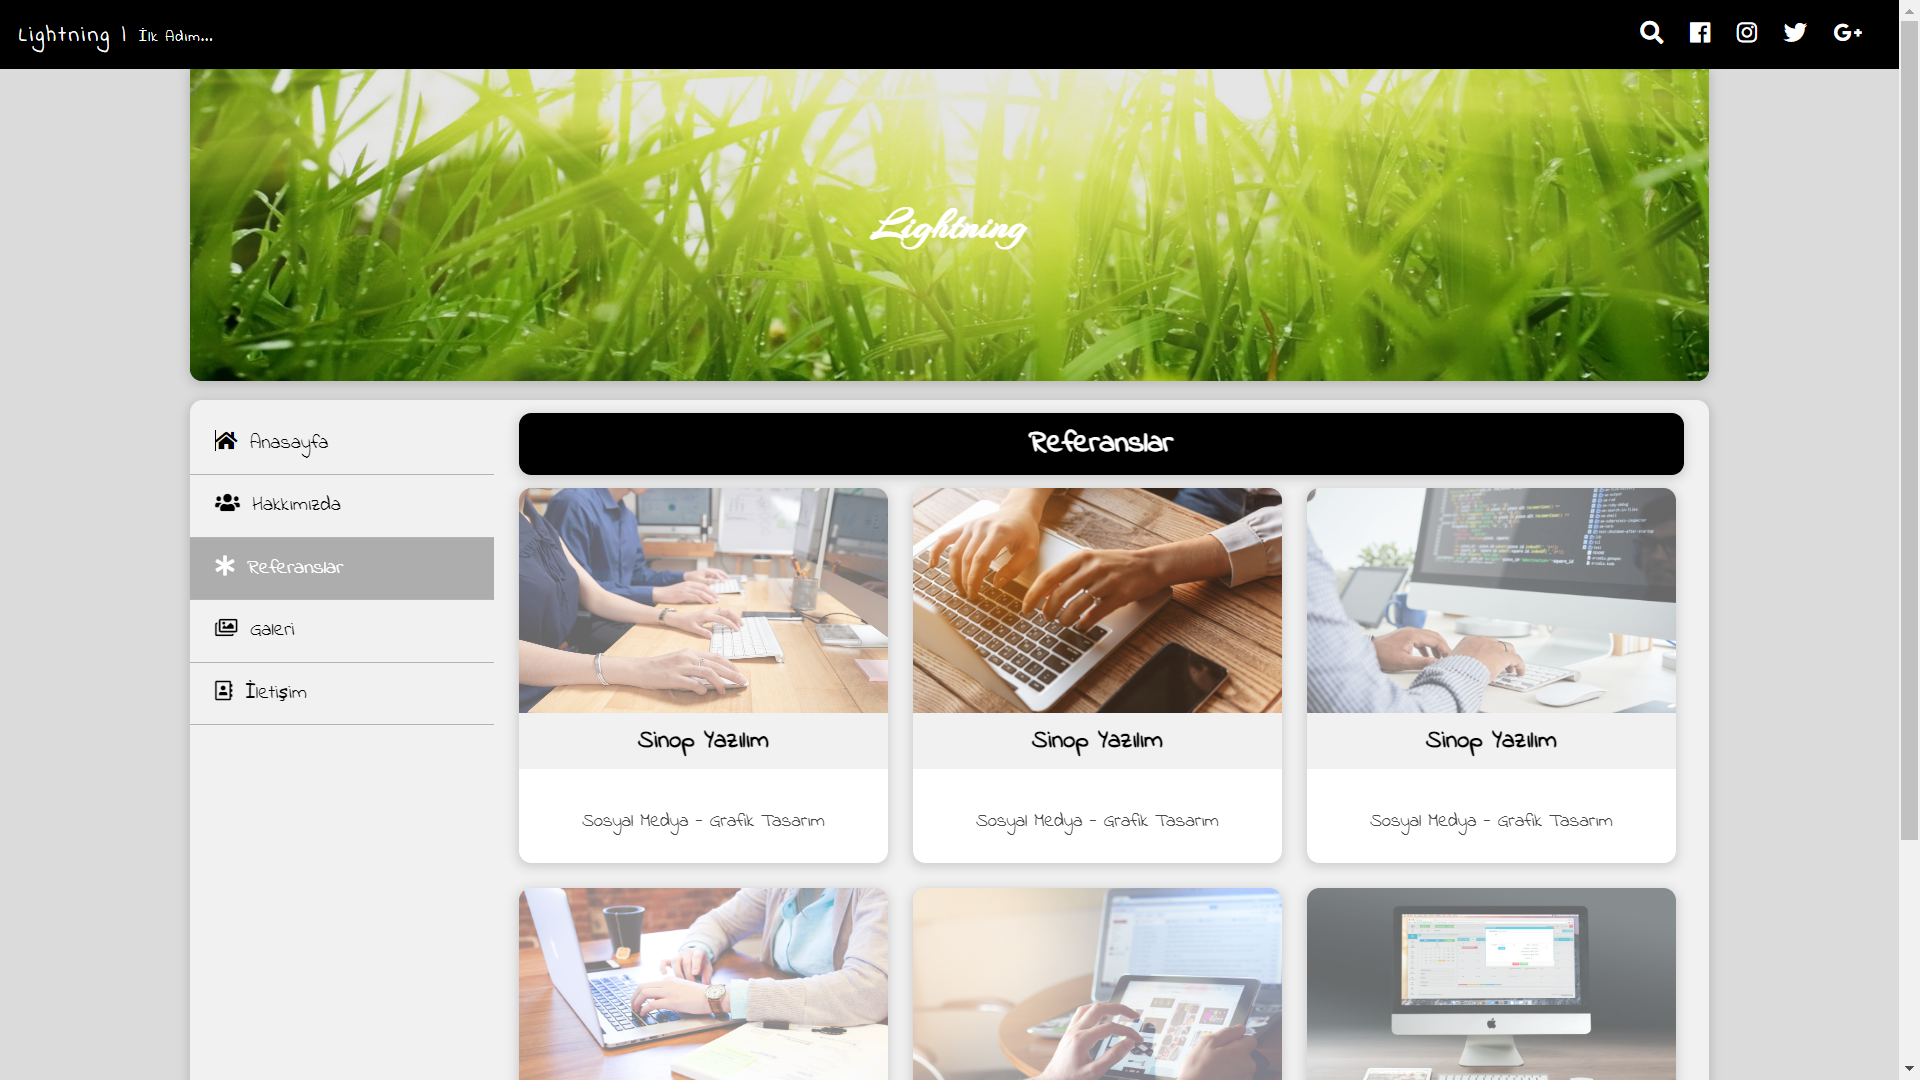 Lightning | İlk Adım...
Lightning
Anasayfa
Hakkımızda
Referanslar
Galeri
İletişim
Referanslar
Sinop Yazılım
Sosyal Medya - Grafik Tasarım
Sinop Yazılım
Sosyal Medya - Grafik Tasarım
Sinop Yazılım
Sosyal Medya - Grafik Tasarım